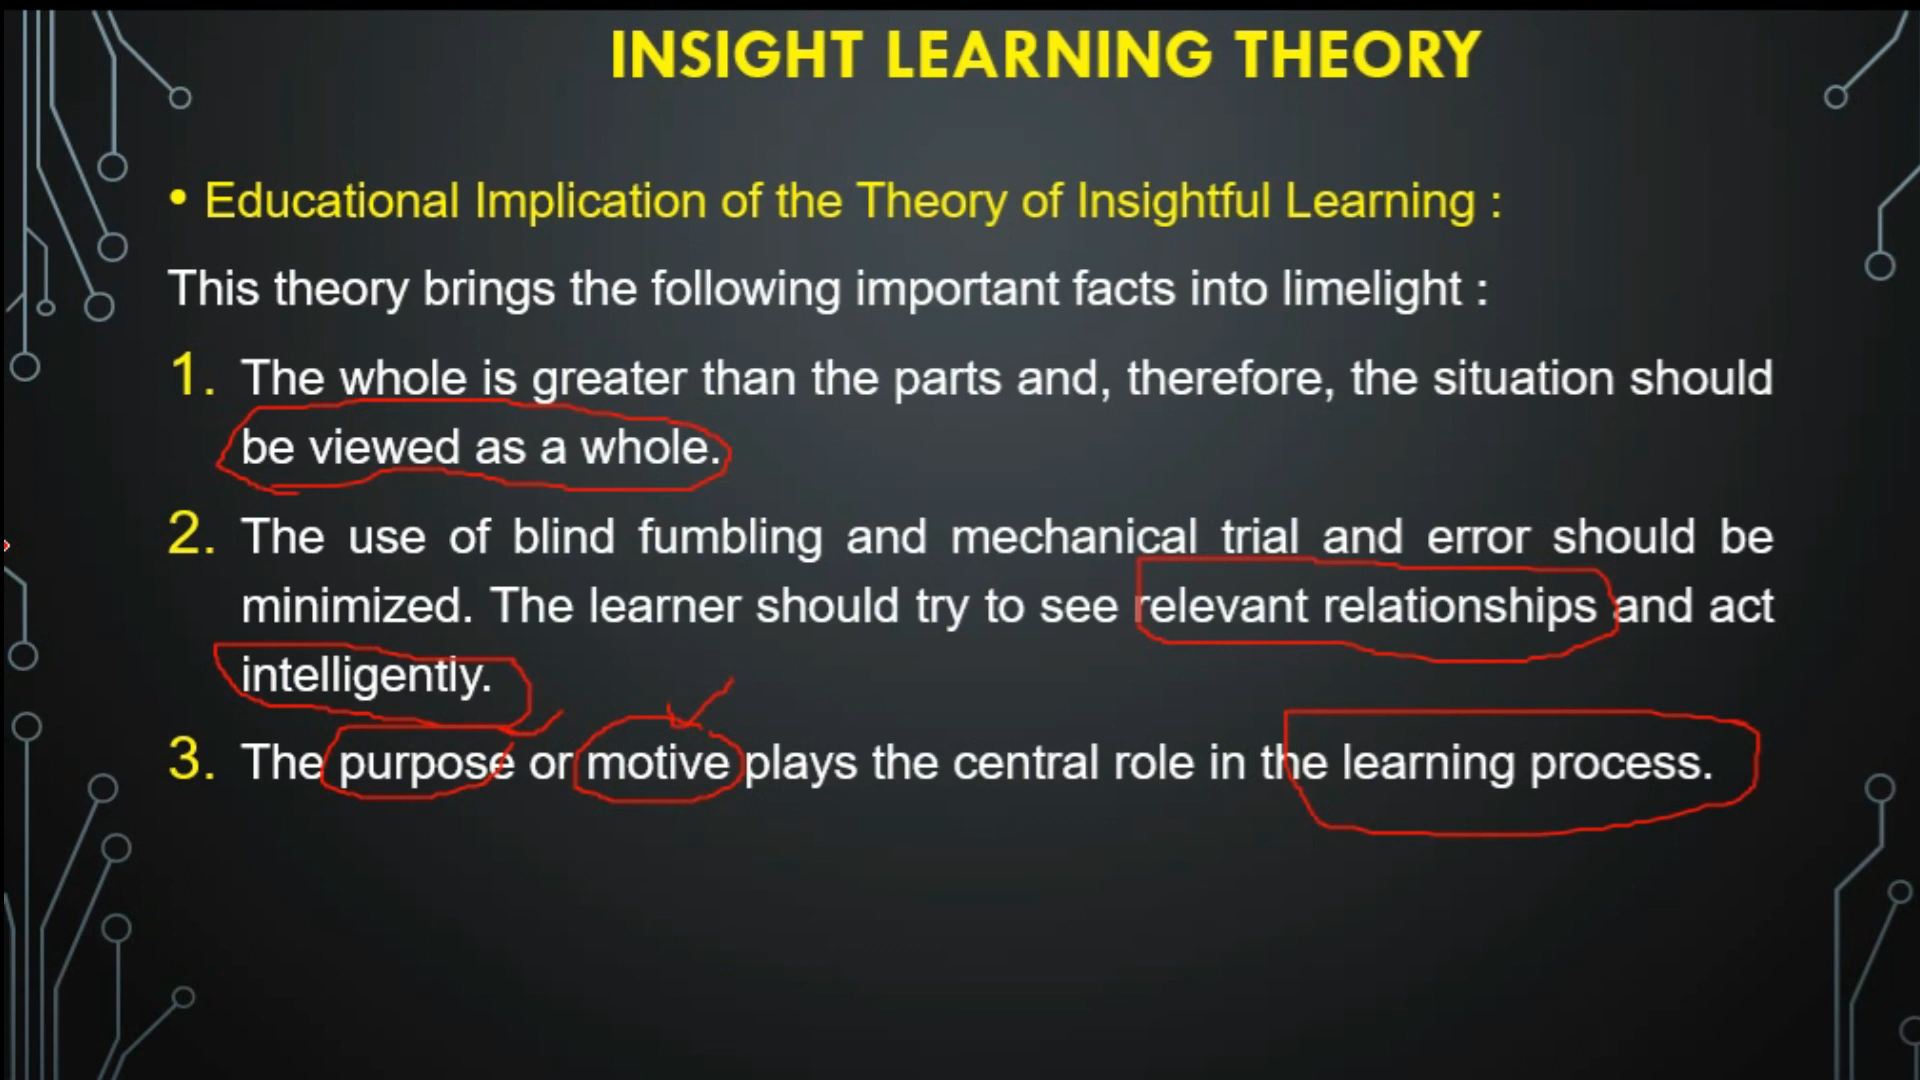 INSIGHT LEARNING THEORY
• Educational Implication of the Theory of Insightful Learning :
This theory brings the following important facts into limelight :
1. The whole is greater than the parts and, therefore, the situation should
be viewed as a whole.
2. The use of blind fumbling and mechanical trial and error should be
minimized. The learner should try to see relevant relationships and act
intelligently.
3. The purpose or motive plays the central role in the learning process.